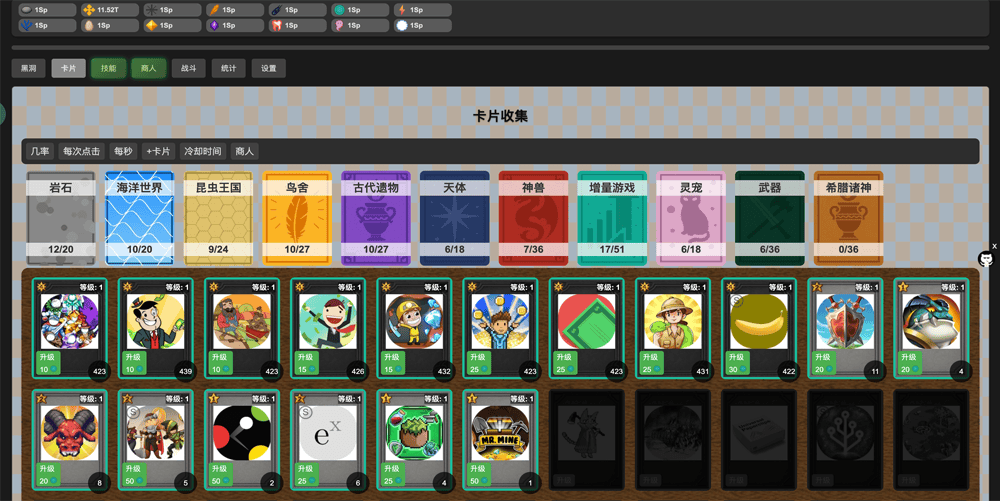 1Sp 11.52T 1Sp 1Sp 1Sp 1Sp 1Sp
1Sp 1Sp 1Sp 1Sp 1Sp 1Sp 1Sp
黑洞 卡片 技能 商人 战斗 统计 设置
卡片收集
几率 每次点击 每秒 +卡片 冷却时间 商人
岩石 海洋世界 昆虫王国 鸟舍 古代遗物 天体 神兽 增量游戏 灵宠 武器 希腊诸神
12/20 10/20 9/24 10/27 10/27 6/18 7/36 17/51 6/18 6/36 0/36
x
等级: 1 等级: 1 等级: 1 等级: 1 等级: 1 等级: 1 等级: 1 等级: 1 等级: 1 等级: 1 等级: 1
S
升级 升级 升级 升级 升级 升级 升级 升级 升级 升级 升级
10 423 10 439 10 423 15 426 15 432 25 423 25 423 25 431 30 422 20 11 20 4
等级: 1 等级: 1 等级: 1 等级: 1 等级: 1 等级: 1
S S
e^x
MR.MINE
升级 升级 升级 升级 升级 升级
20 8 50 5 50 2 25 6 25 4 50 1